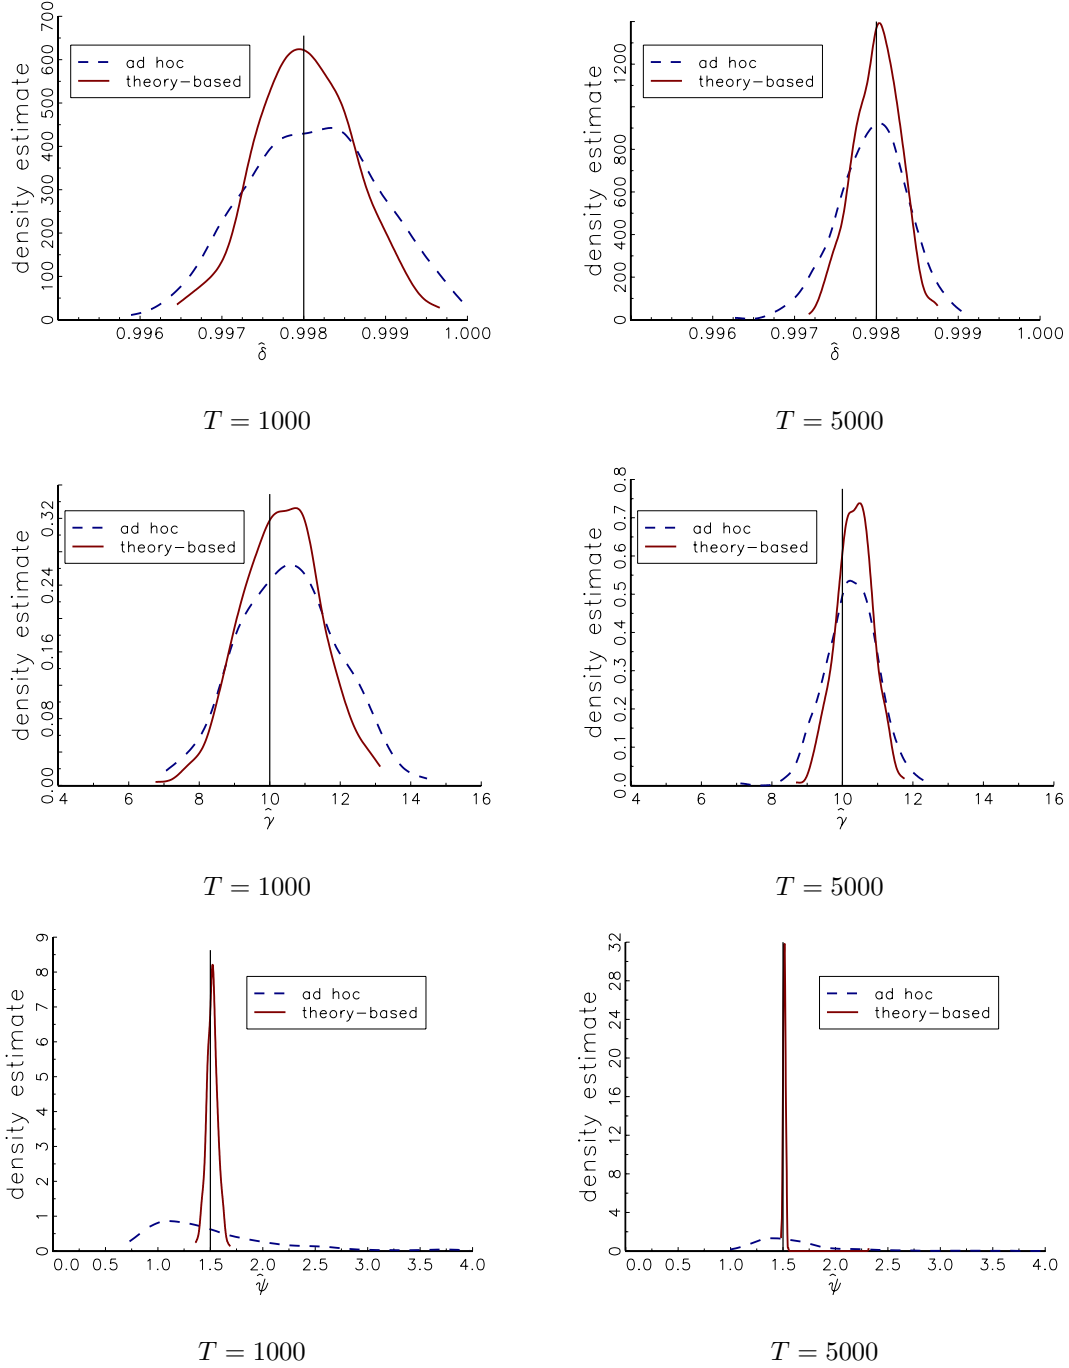 density estimate
0 100 200 300 400 500 600 700
ad hoc
theory-based
0.996 0.997 0.998 0.999 1.000
δ̂
T = 1000
density estimate
0 200 400 600 800 1200
ad hoc
theory-based
0.996 0.997 0.998 0.999 1.000
δ̂
T = 5000
density estimate
0.00 0.08 0.16 0.24 0.32
ad hoc
theory-based
4 6 8 10 12 14 16
γ̂
T = 1000
density estimate
0.0 0.1 0.2 0.3 0.4 0.5 0.6 0.7 0.8
ad hoc
theory-based
4 6 8 10 12 14 16
γ̂
T = 5000
density estimate
0 1 2 3 4 5 6 7 8 9
ad hoc
theory-based
0.0 0.5 1.0 1.5 2.0 2.5 3.0 3.5 4.0
ψ̂
T = 1000
density estimate
0 4 8 12 16 20 24 28 32
ad hoc
theory-based
0.0 0.5 1.0 1.5 2.0 2.5 3.0 3.5 4.0
ψ̂
T = 5000